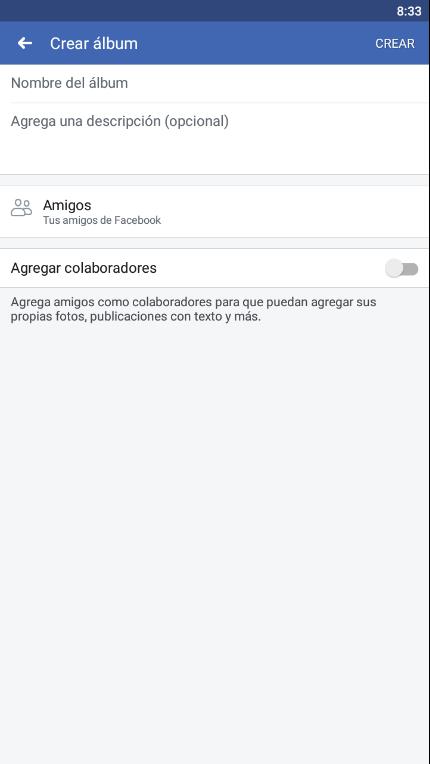 8:33
Crear álbum
CREAR
Nombre del álbum
Agrega una descripción (opcional)
Amigos
Tus amigos de Facebook
Agregar colaboradores
Agrega amigos como colaboradores para que puedan agregar sus
propias fotos, publicaciones con texto y más.